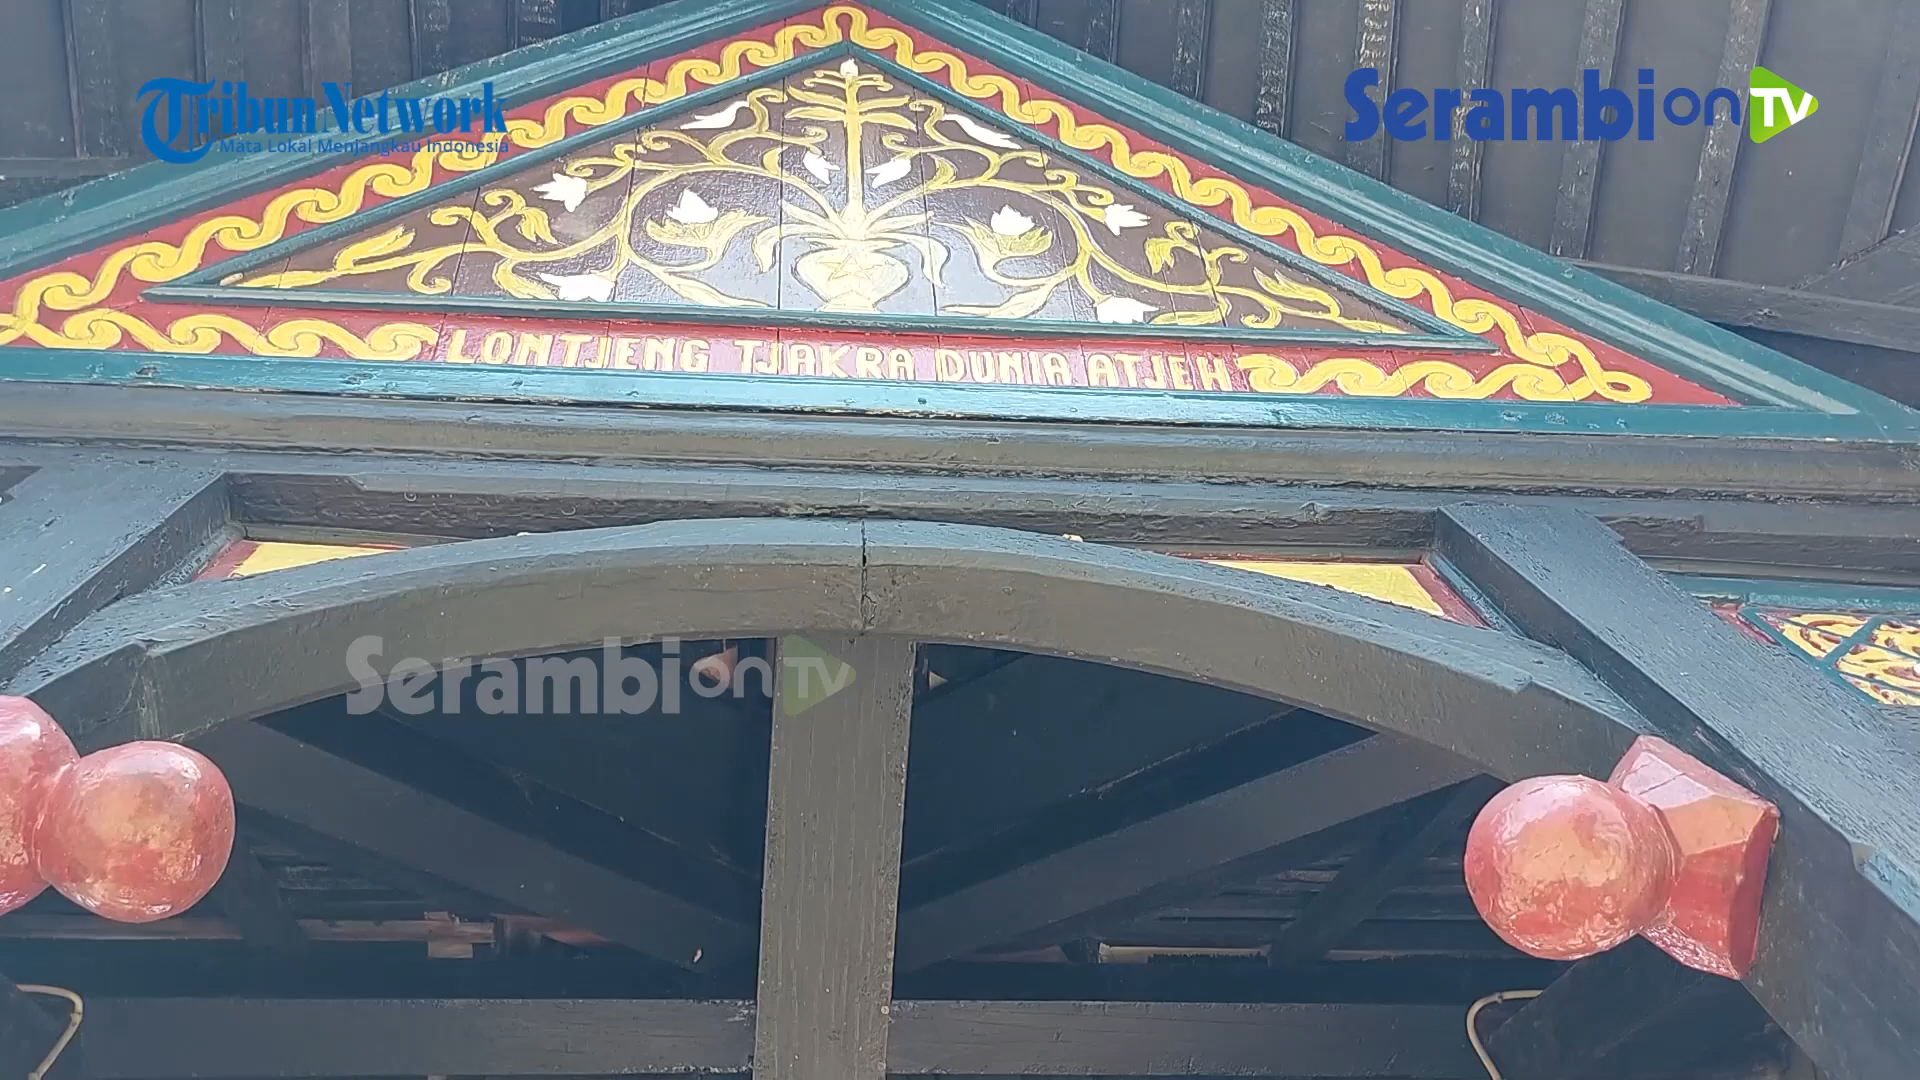 Tribun Network
Mata Lokal Menjangkau Indonesia
Serambi on TV
LONTJENG TJAKRA DUNIA ATJEH
Serambi on TV